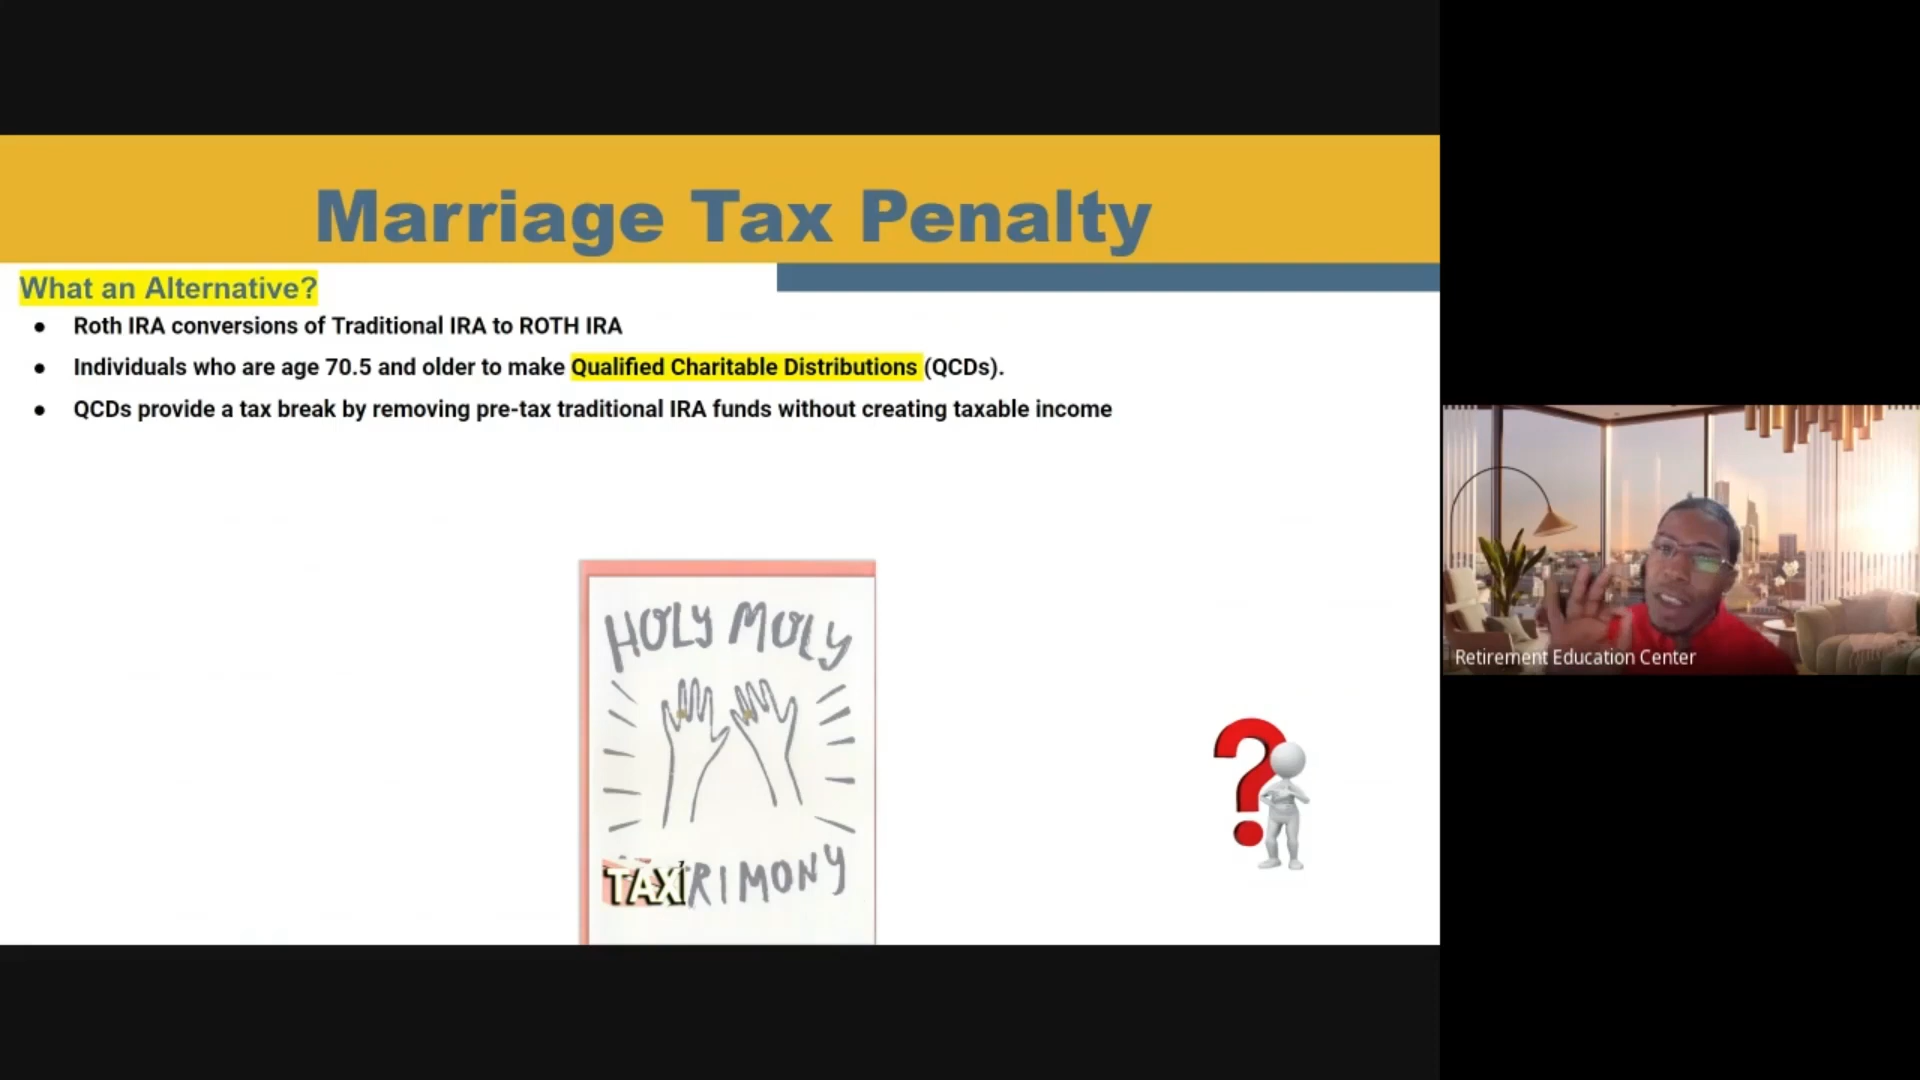 Marriage Tax Penalty
What an Alternative?
● Roth IRA conversions of Traditional IRA to ROTH IRA
● Individuals who are age 70.5 and older to make Qualified Charitable Distributions (QCDs).
● QCDs provide a tax break by removing pre-tax traditional IRA funds without creating taxable income
HOLY MOLY
TAXRIMONY
?
Retirement Education Center